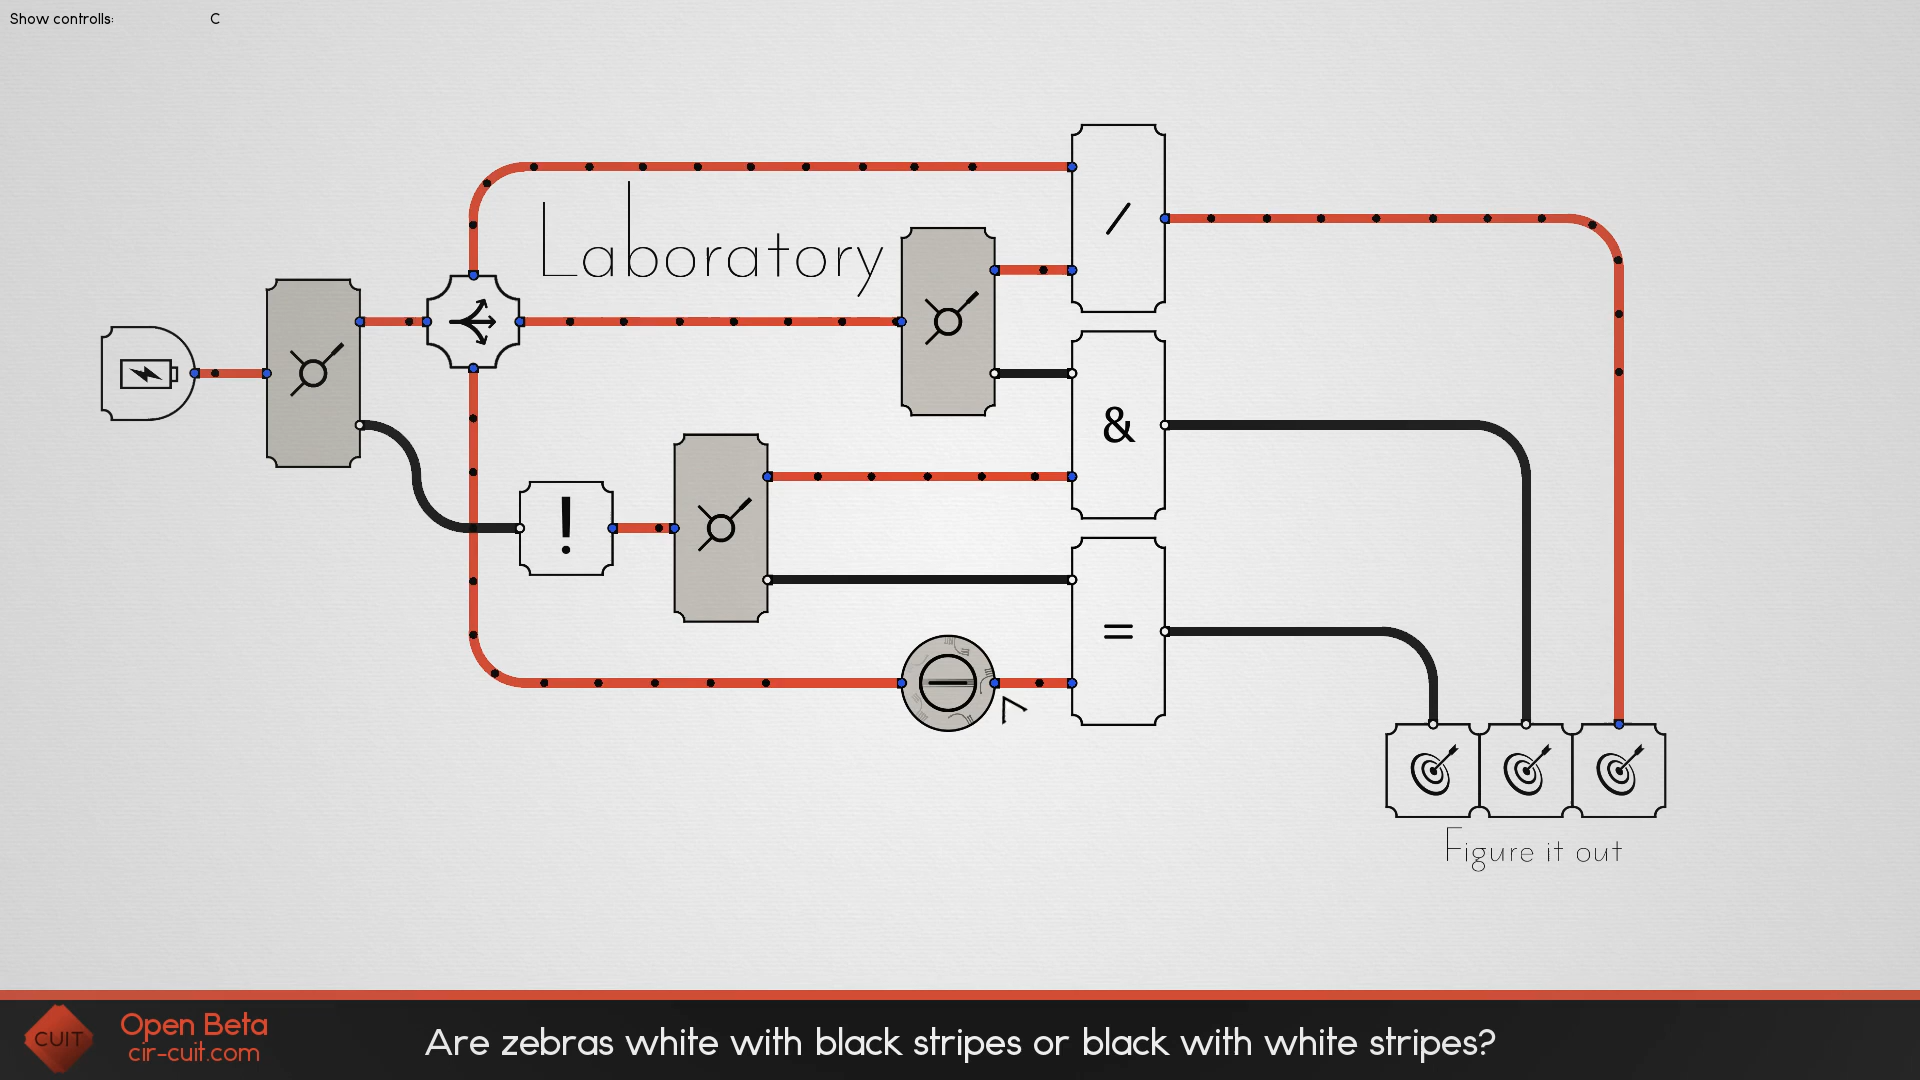 Show controlls: C
Laboratory
/
&
!
=
Figure it out
CUIT
Open Beta
cir-cuit.com
Are zebras white with black stripes or black with white stripes?